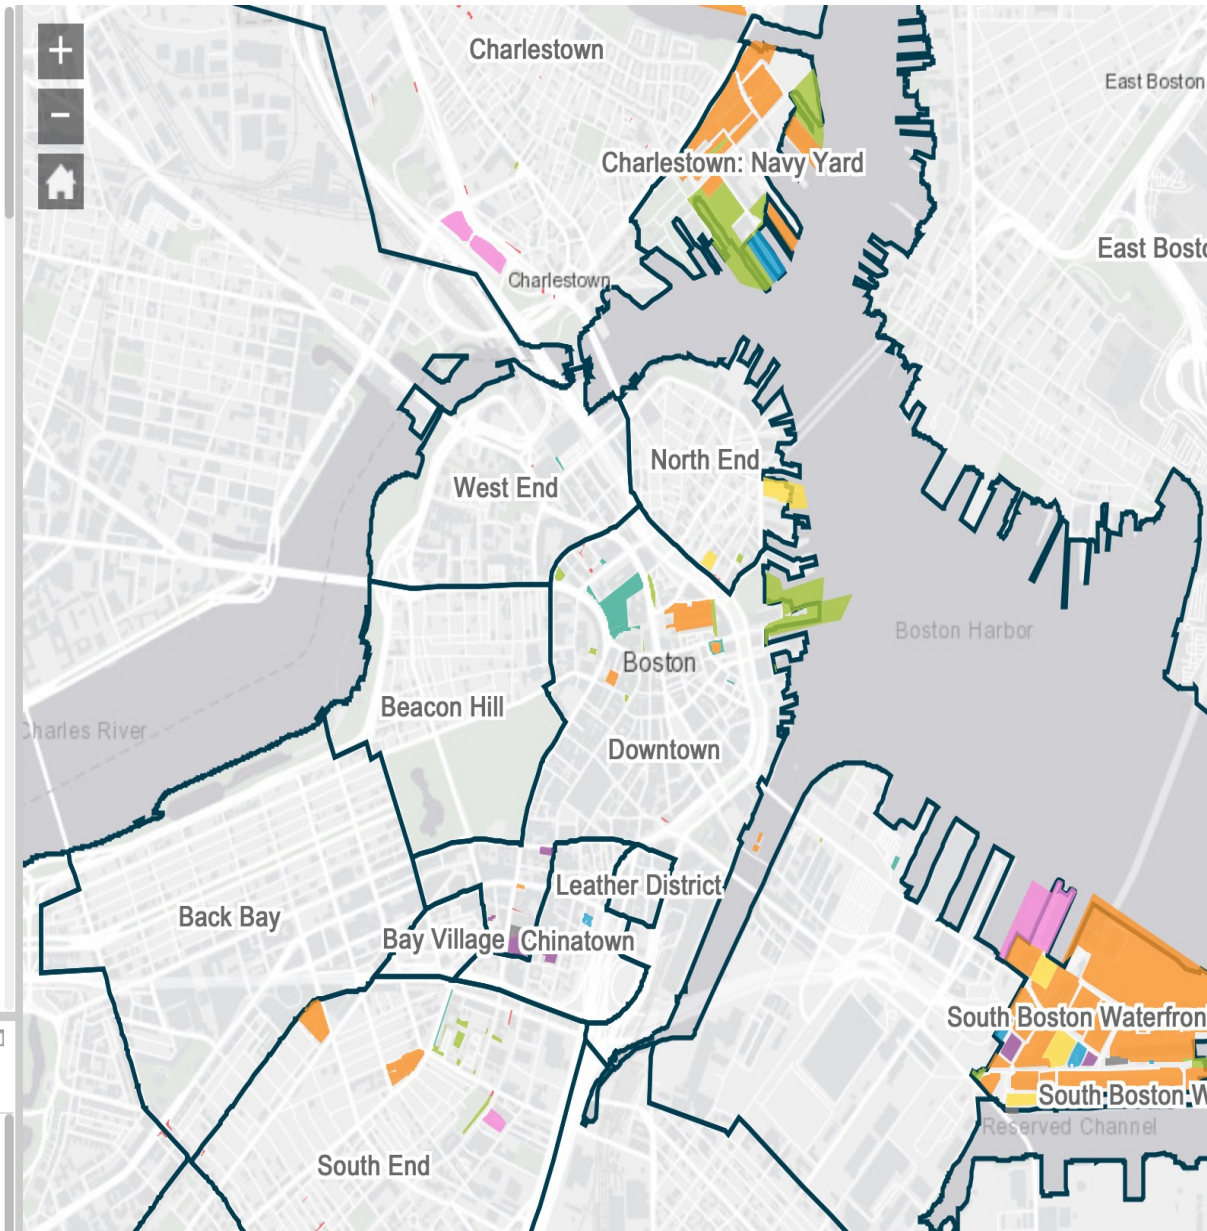 +
Charlestown
East Boston
−
Charlestown: Navy Yard
East Bost
Charlestown
North End
West End
Boston Harbor
Boston
Beacon Hill
Charles River
Downtown
Leather District
Back Bay
Bay Village
Chinatown
South Boston Waterfron
South Boston W
Reserved Channel
South End